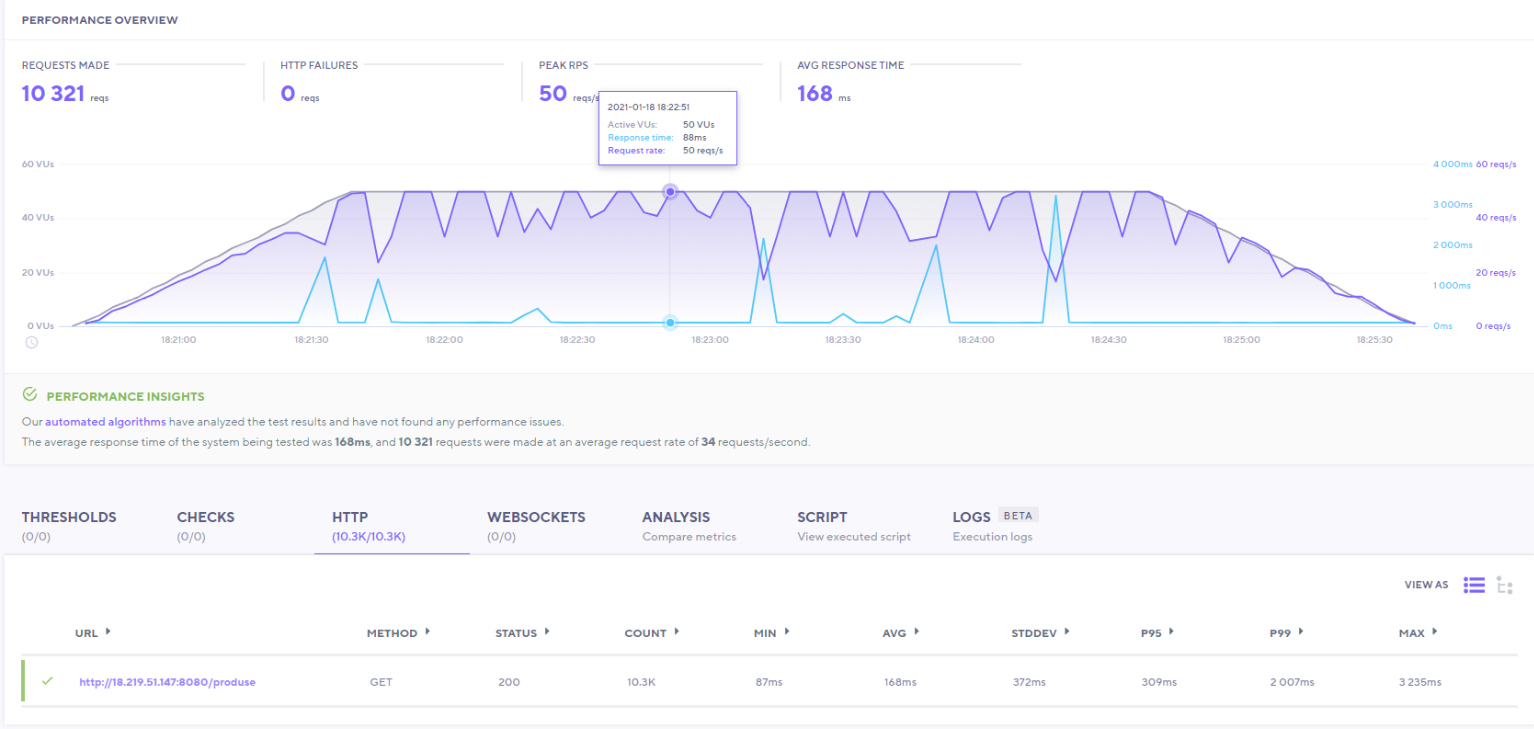 PERFORMANCE OVERVIEW
REQUESTS MADE HTTP FAILURES PEAK RPS AVG RESPONSE TIME
10 321 reqs 0 reqs 50 reqs/s 168 ms
2021-01-18 18:22:51
Active VUs: 50 VUs
Response time: 88ms
Request rate: 50 reqs/s
60 VUs 4 000ms 60 reqs/s
3 000ms
40 VUs 40 reqs/s
2 000ms
20 VUs 20 reqs/s
1 000ms
0 VUs 0ms 0 reqs/s
18:21:00 18:21:30 18:22:00 18:22:30 18:23:00 18:23:30 18:24:00 18:24:30 18:25:00 18:25:30
PERFORMANCE INSIGHTS
Our automated algorithms have analyzed the test results and have not found any performance issues.
The average response time of the system being tested was 168ms, and 10 321 requests were made at an average request rate of 34 requests/second.
THRESHOLDS CHECKS HTTP WEBSOCKETS ANALYSIS SCRIPT LOGS BETA
(0/0) (0/0) (10.3K/10.3K) (0/0) Compare metrics View executed script Execution logs
VIEW AS
URL METHOD STATUS COUNT MIN AVG STDDEV P95 P99 MAX
http://18.219.51.147:8080/produse GET 200 10.3K 87ms 168ms 372ms 309ms 2 007ms 3 235ms